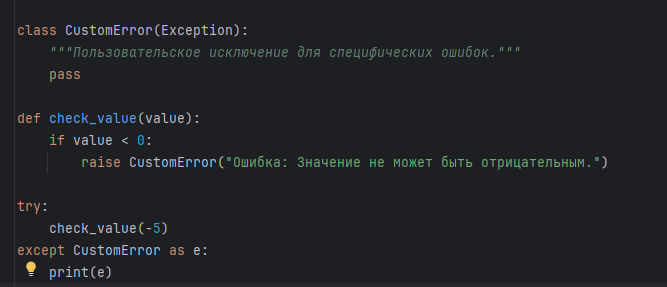 class CustomError(Exception):
    """Пользовательское исключение для специфических ошибок."""
    pass
def check_value(value):
    if value < 0:
        raise CustomError("Ошибка: Значение не может быть отрицательным.")
try:
    check_value(-5)
except CustomError as e:
    print(e)